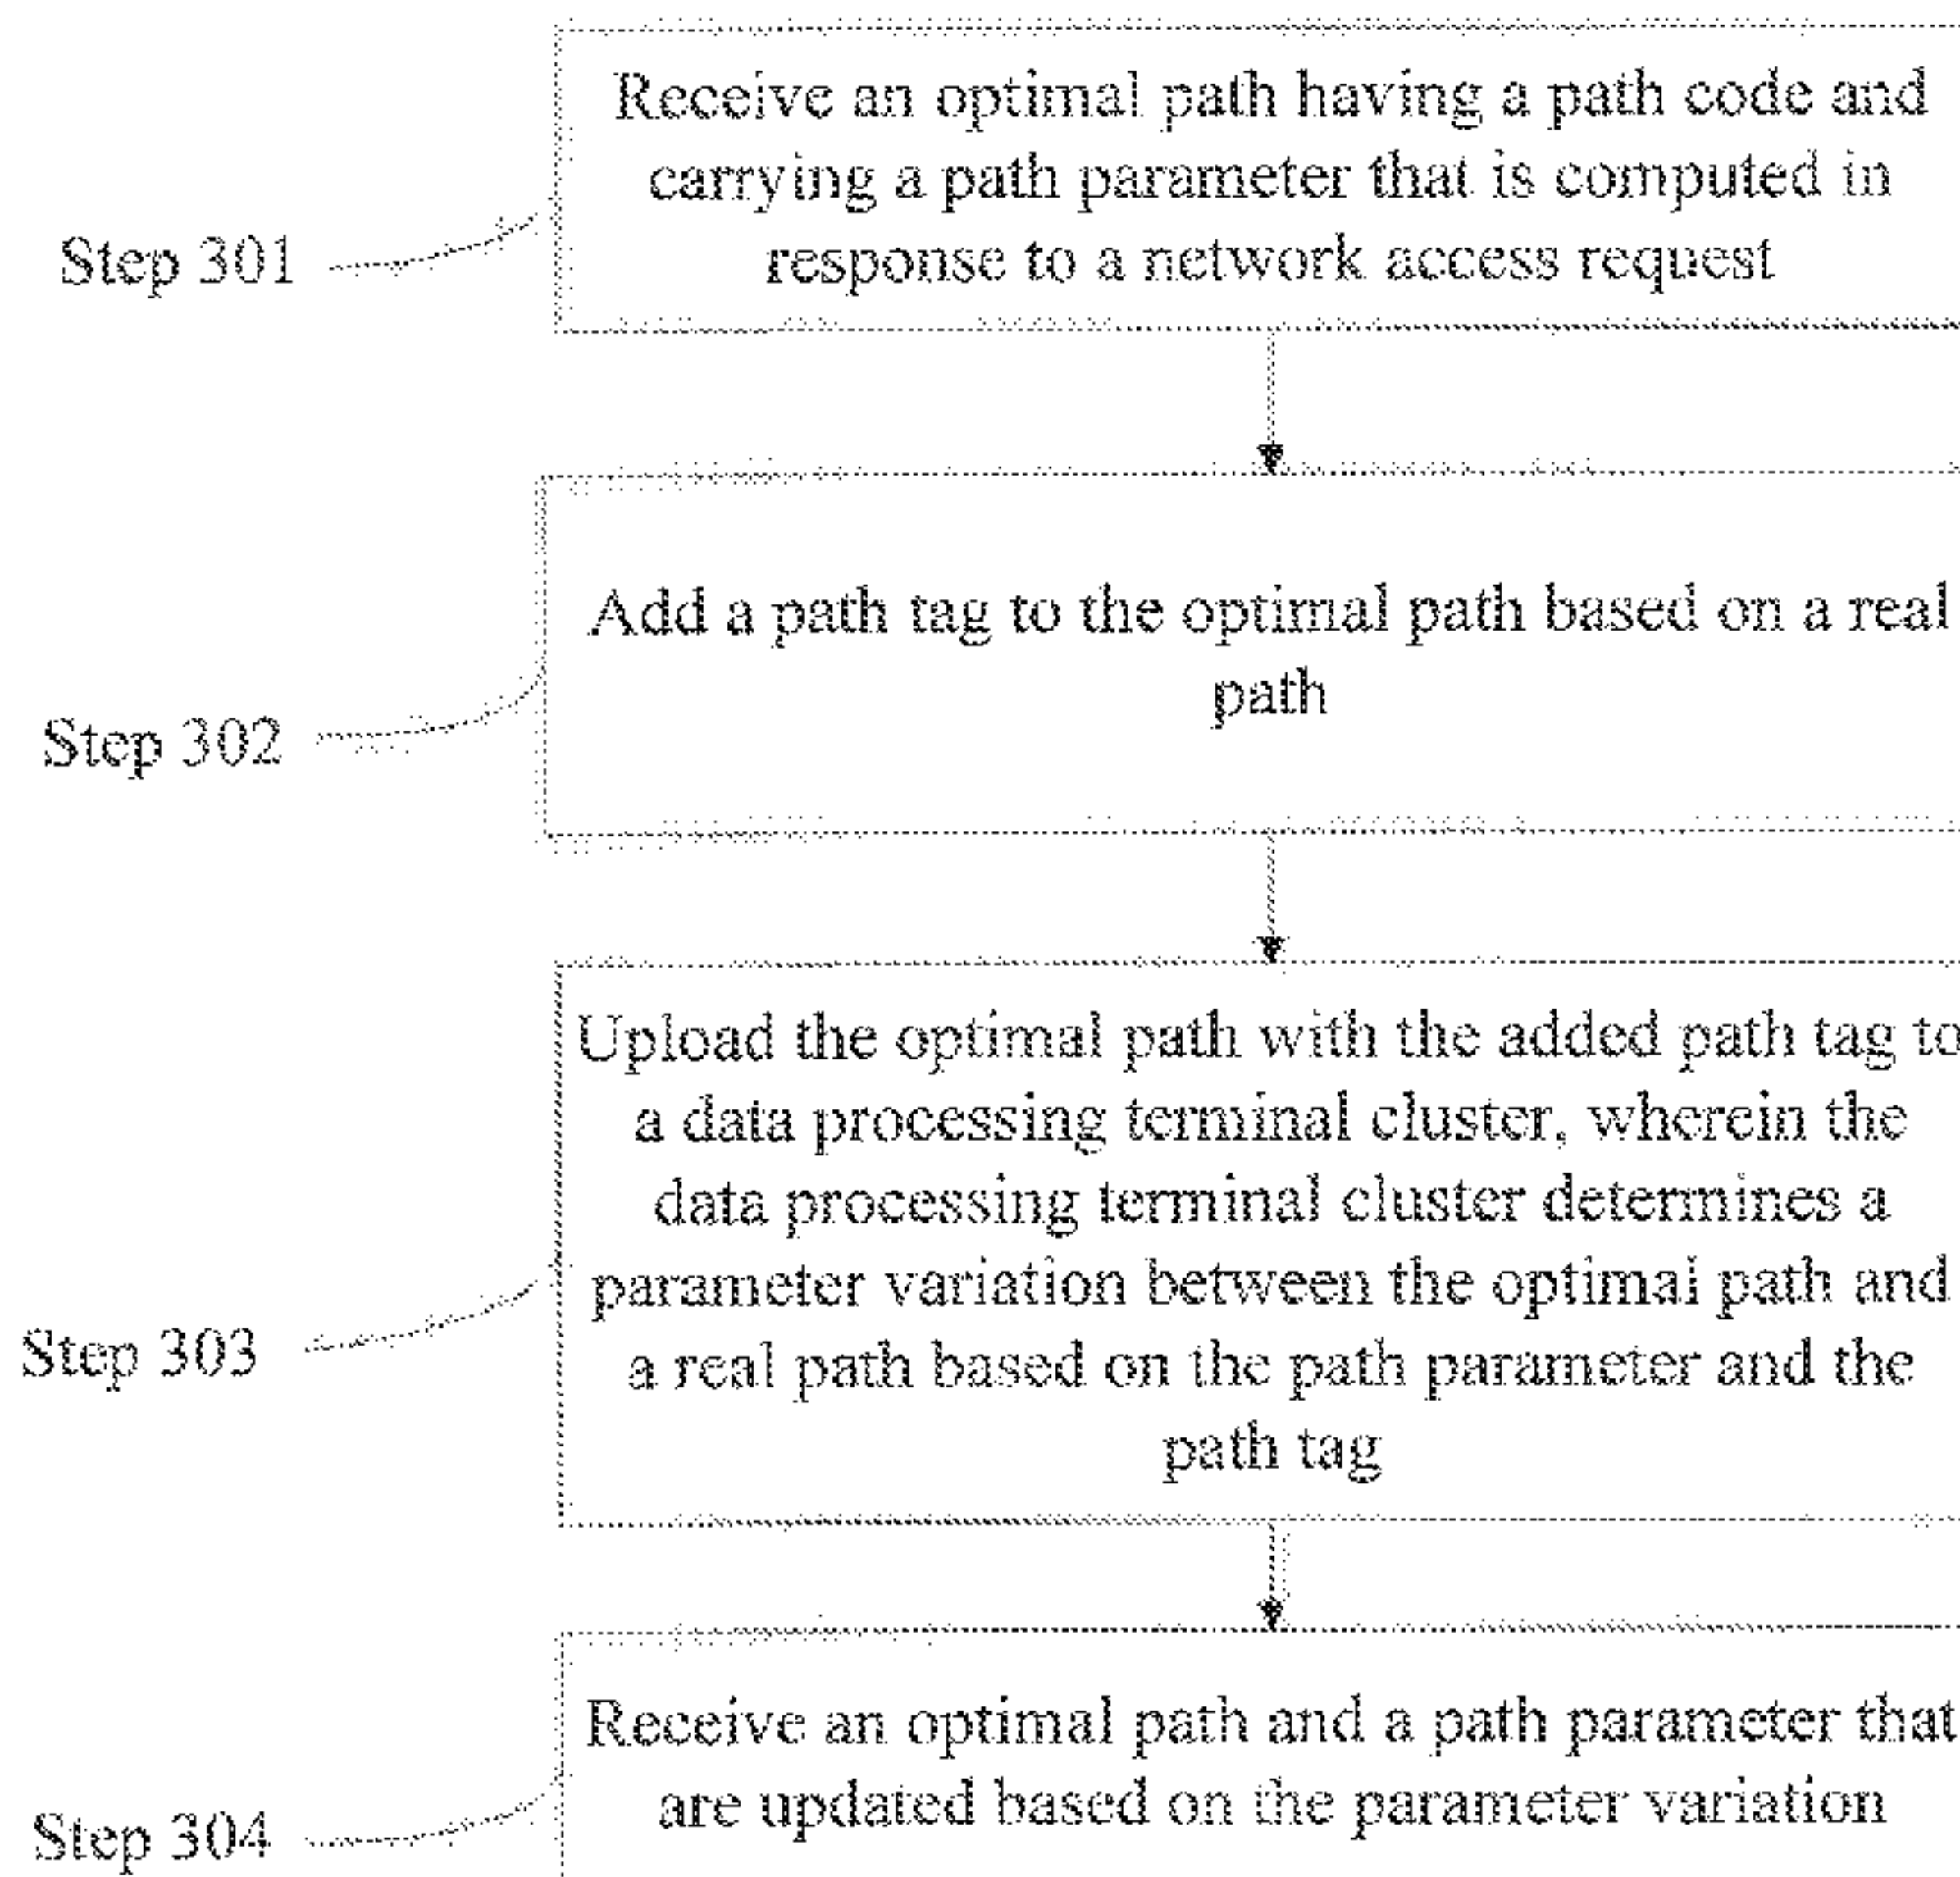 Receive an optimal path having a path code and
carrying a path parameter that is computed in
response to a network access request
Step 301
Add a path tag to the optimal path based on a real
path
Step 302
Upload the optimal path with the added path tag to
a data processing terminal cluster, wherein the
data processing terminal cluster determines a
parameter variation between the optimal path and
a real path based on the path parameter and the
path tag
Step 303
Receive an optimal path and a path parameter that
are updated based on the parameter variation
Step 304